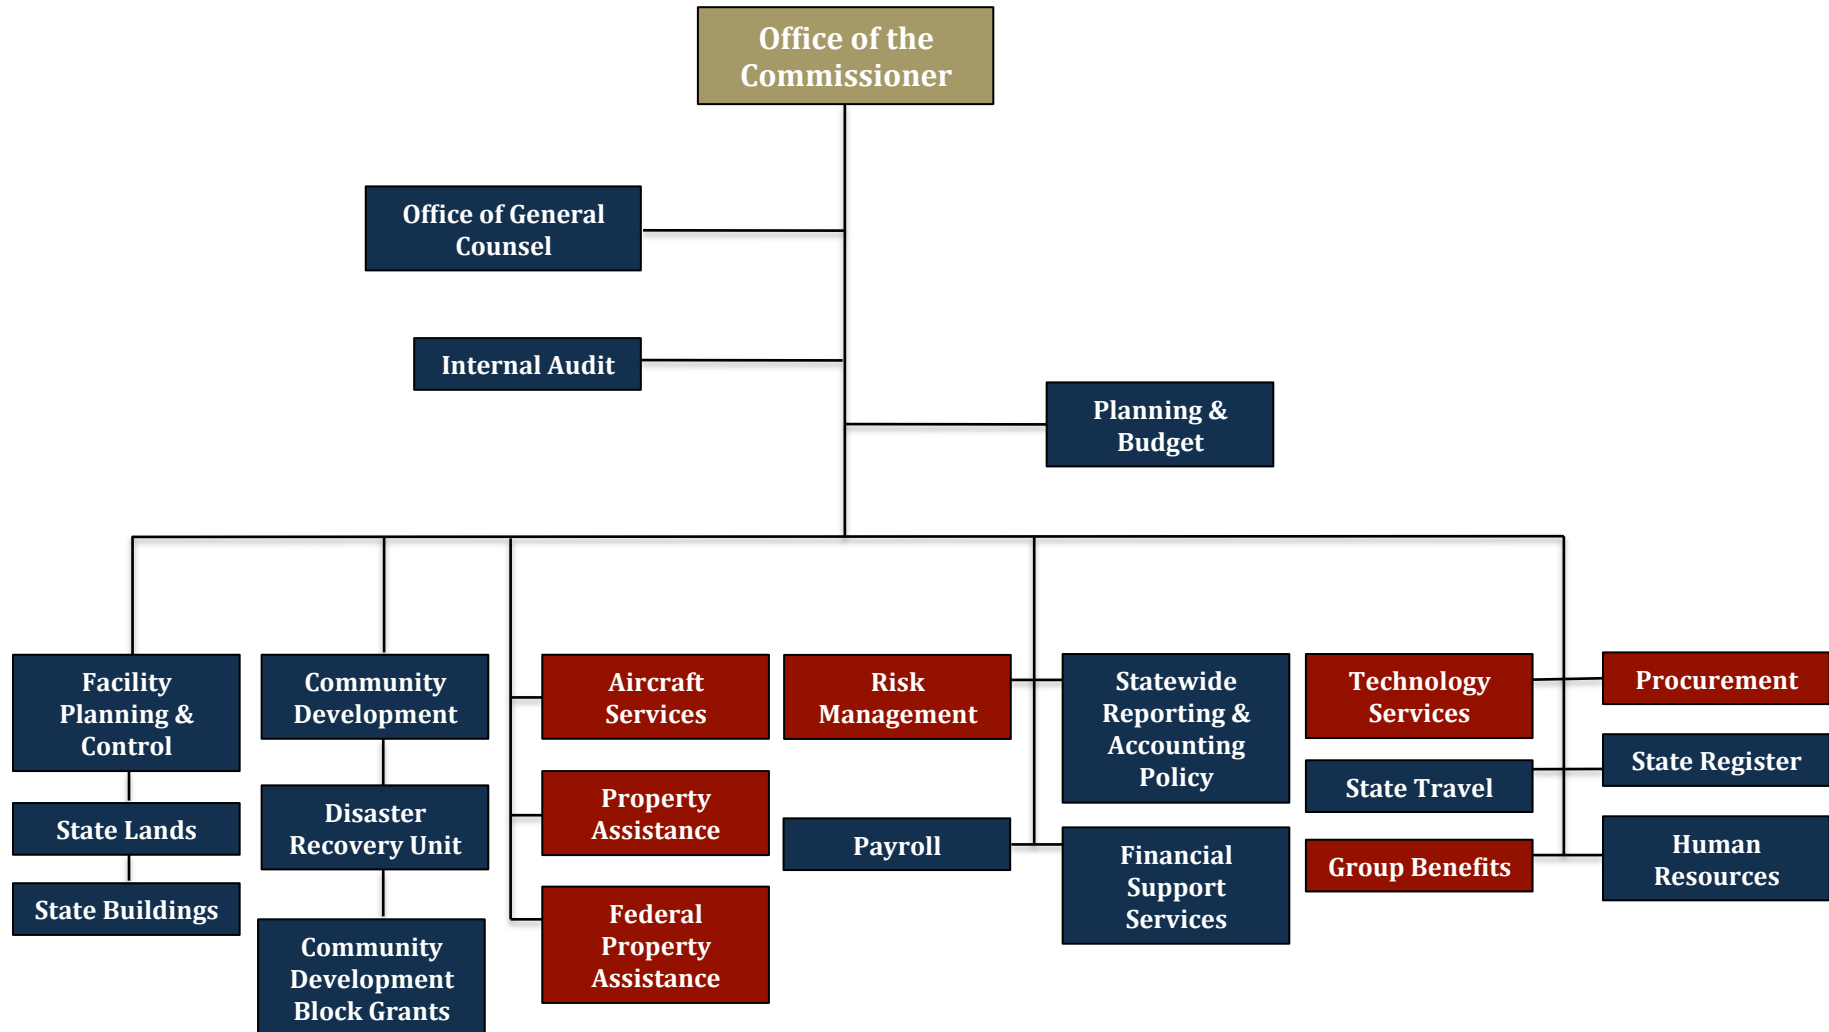 Office of the
Commissioner
Office of General
Counsel
Internal Audit
Planning &
Budget
Facility
Planning &
Control
State Lands
State Buildings
Community
Development
Disaster
Recovery Unit
Community
Development
Block Grants
Aircraft
Services
Property
Assistance
Federal
Property
Assistance
Risk
Management
Payroll
Statewide
Reporting &
Accounting
Policy
Financial
Support
Services
Technology
Services
State Travel
Group Benefits
Procurement
State Register
Human
Resources